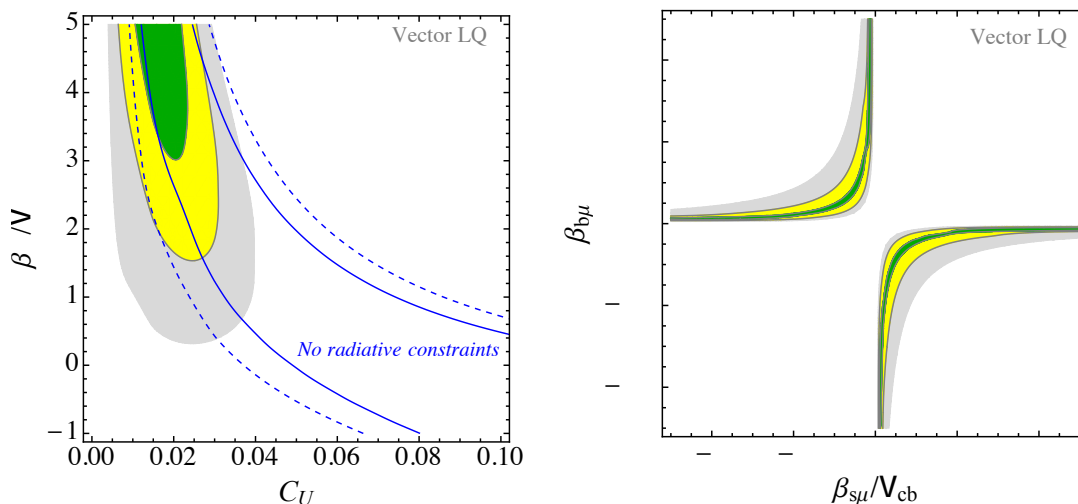 Vector LQ
5
4
3
2
1
0
−1
β /V
No radiative constraints
0.00 0.02 0.04 0.06 0.08 0.10
C_U
Vector LQ
β_bμ
−
−
− −
β_sμ/V_cb